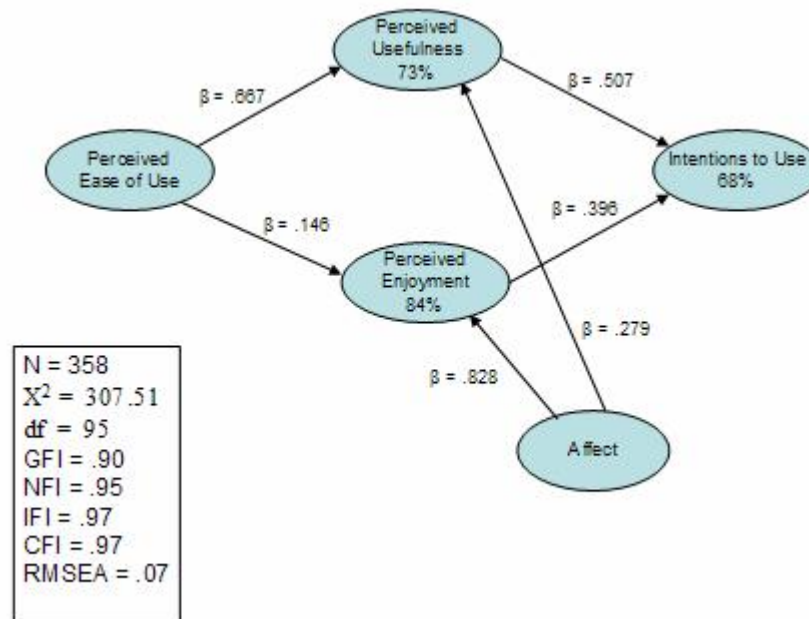 Perceived
Usefulness
73%
β = .667
β = .507
Perceived
Ease of Use
Intentions to Use
68%
β = .146
β = .396
Perceived
Enjoyment
84%
β = .279
β = .828
Affect
N = 358
X² = 307.51
df = 95
GFI = .90
NFI = .95
IFI = .97
CFI = .97
RMSEA = .07